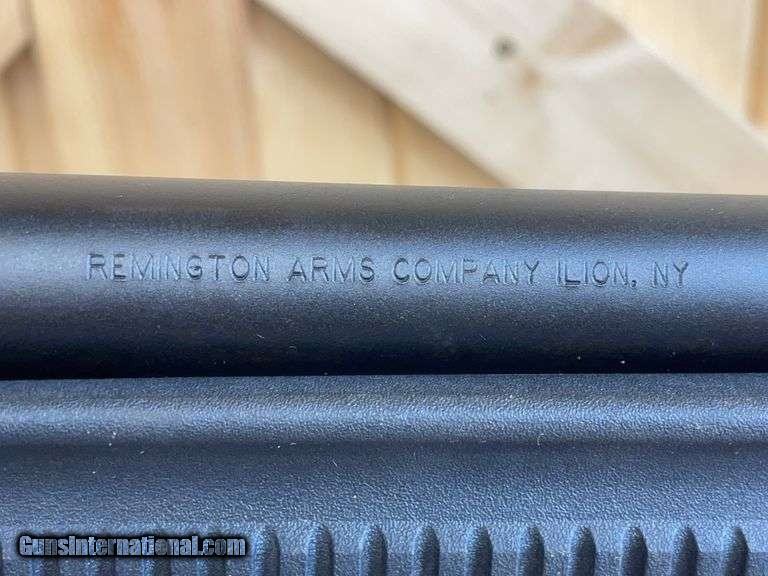 REMINGTON ARMS COMPANY ILION, NY
GunsInternational.com